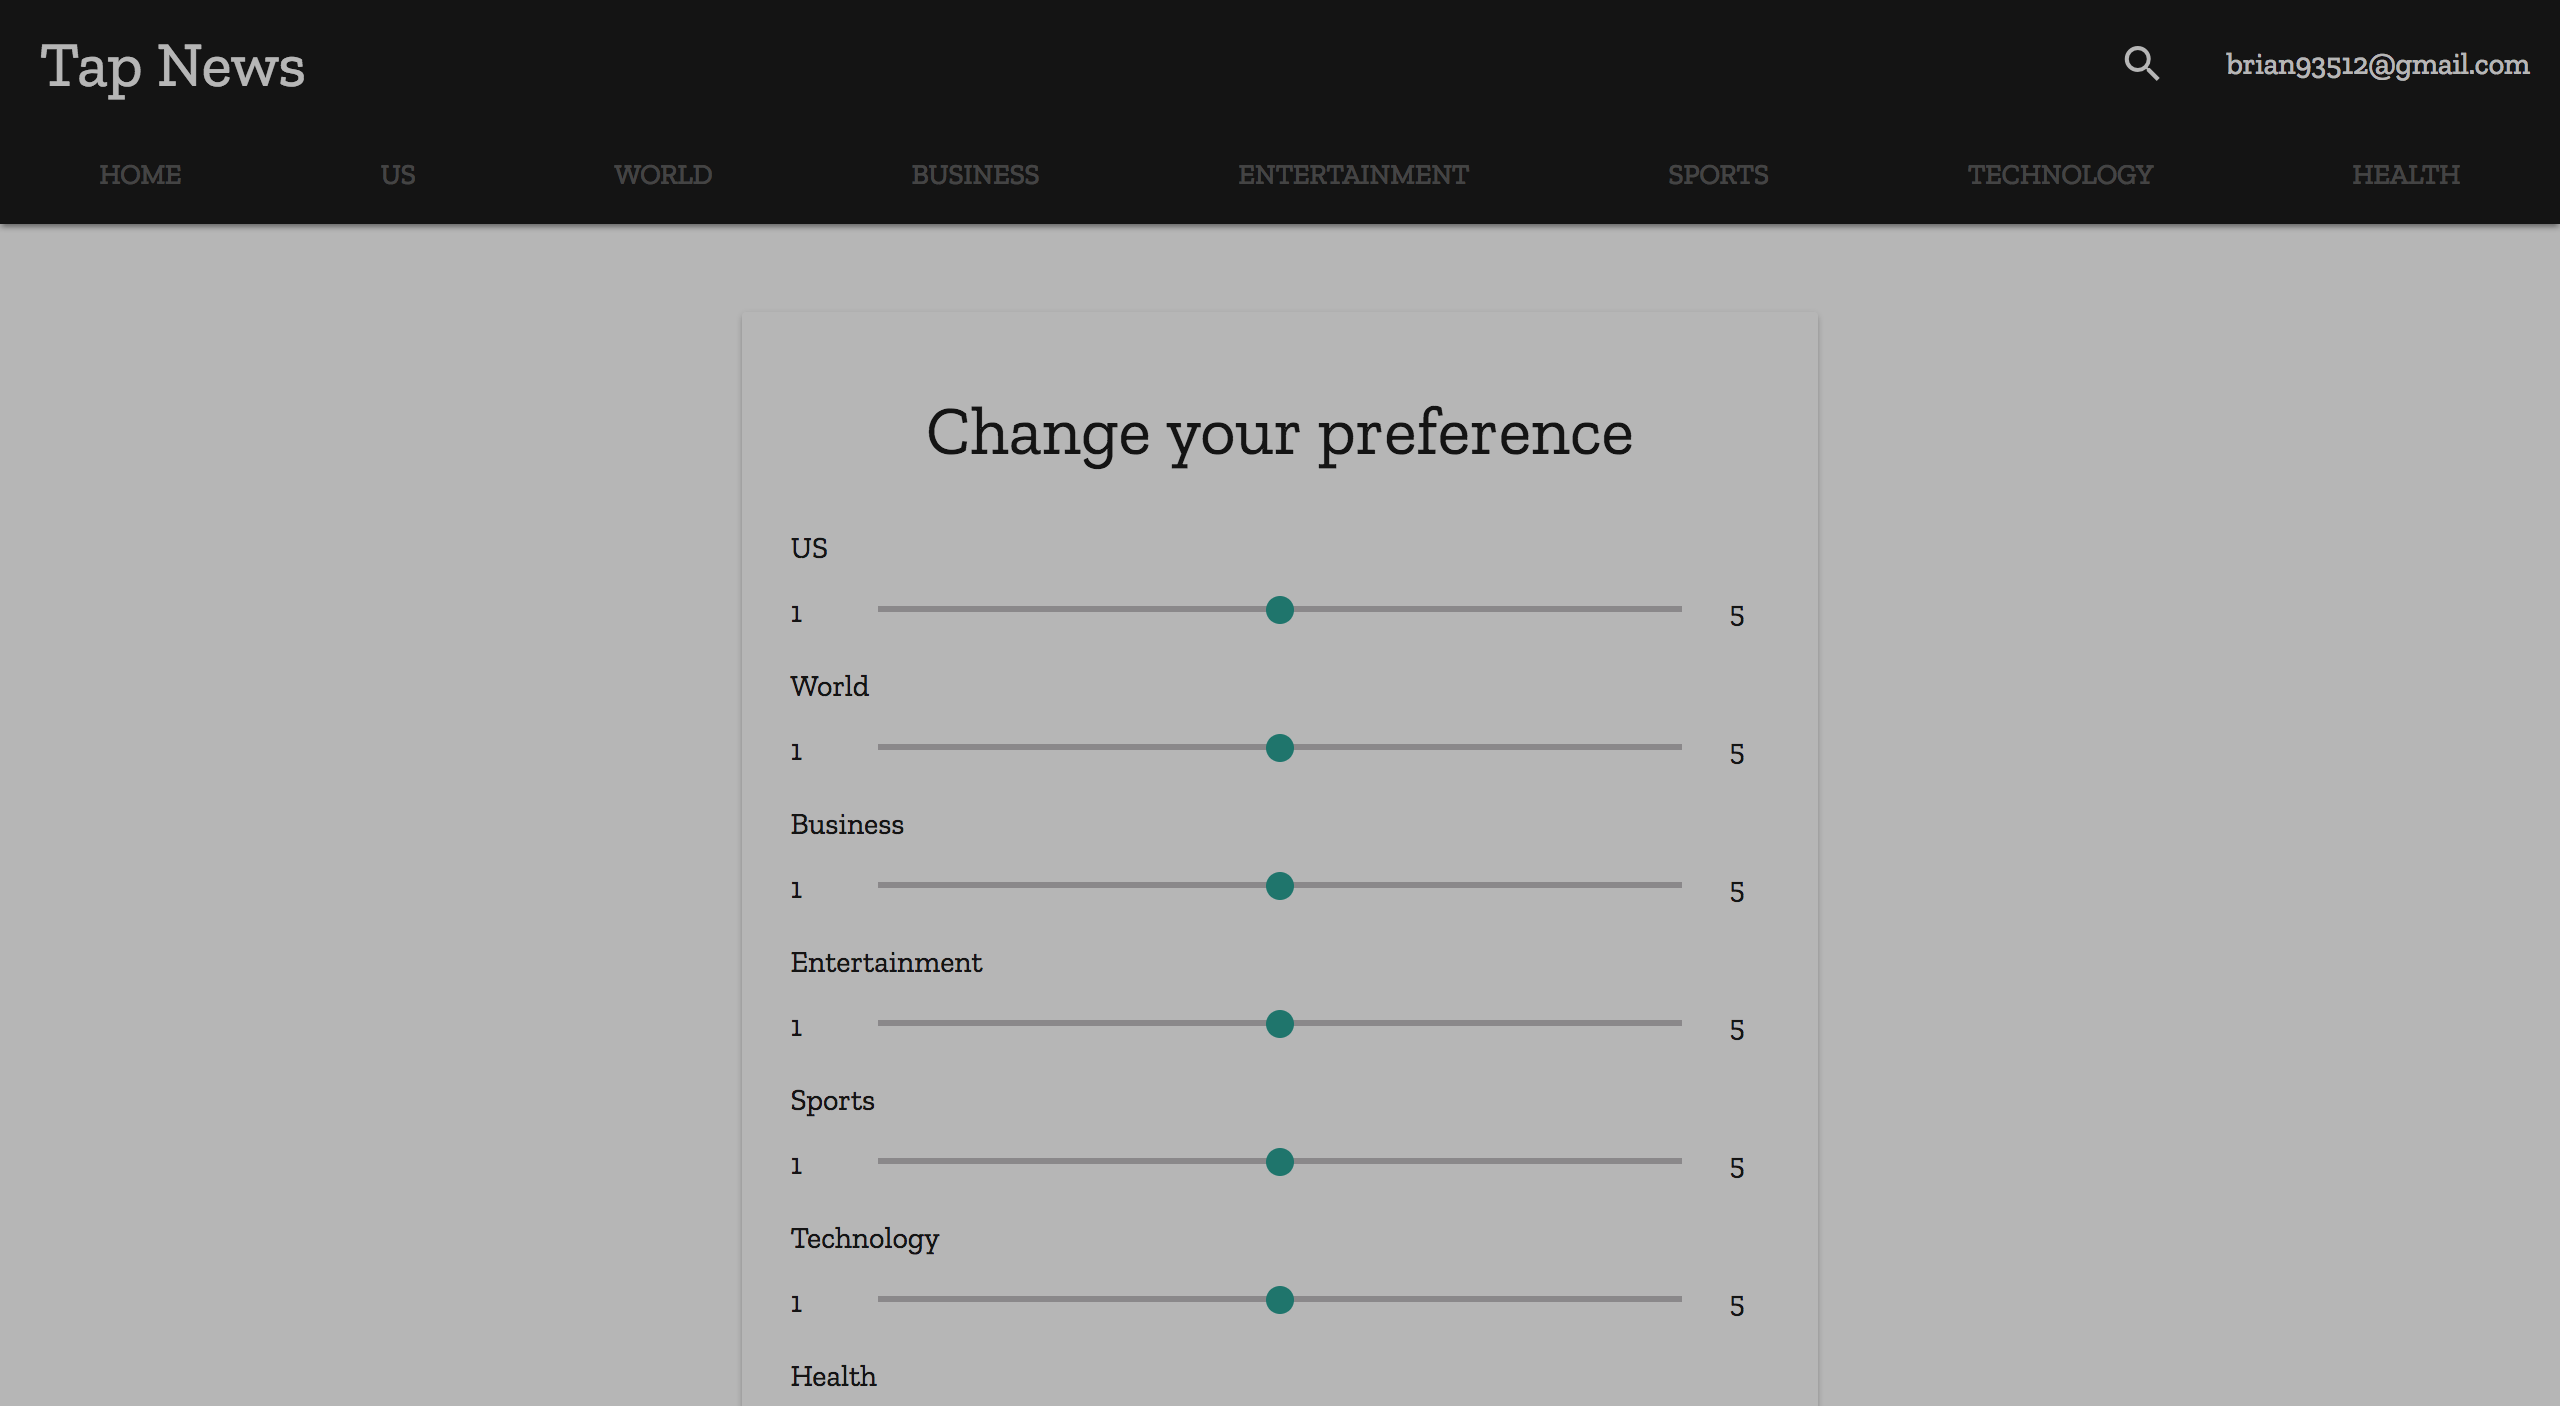 Tap News
brian93512@gmail.com
HOME US WORLD BUSINESS ENTERTAINMENT SPORTS TECHNOLOGY HEALTH
Change your preference
US
1 5
World
1 5
Business
1 5
Entertainment
1 5
Sports
1 5
Technology
1 5
Health